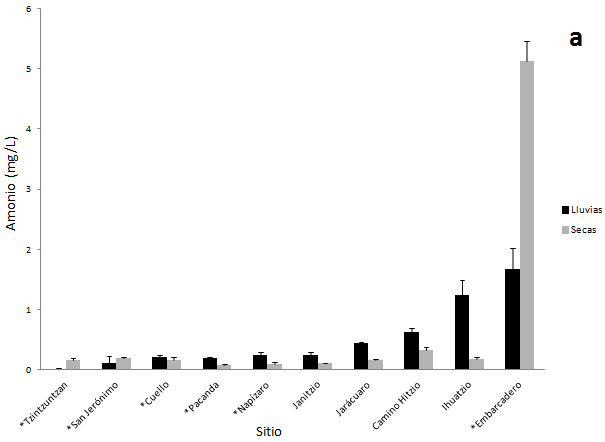 a
6
5
4
3
2
1
0
Amonio (mg/L)
*Tzintzuntzan
*San Jerónimo
*Cuello
*Pacanda
*Napízaro
Janitzio
Jarácuaro
Camino Hitzio
Ihuatzio
*Embarcadero
Sitio
Lluvias
Secas